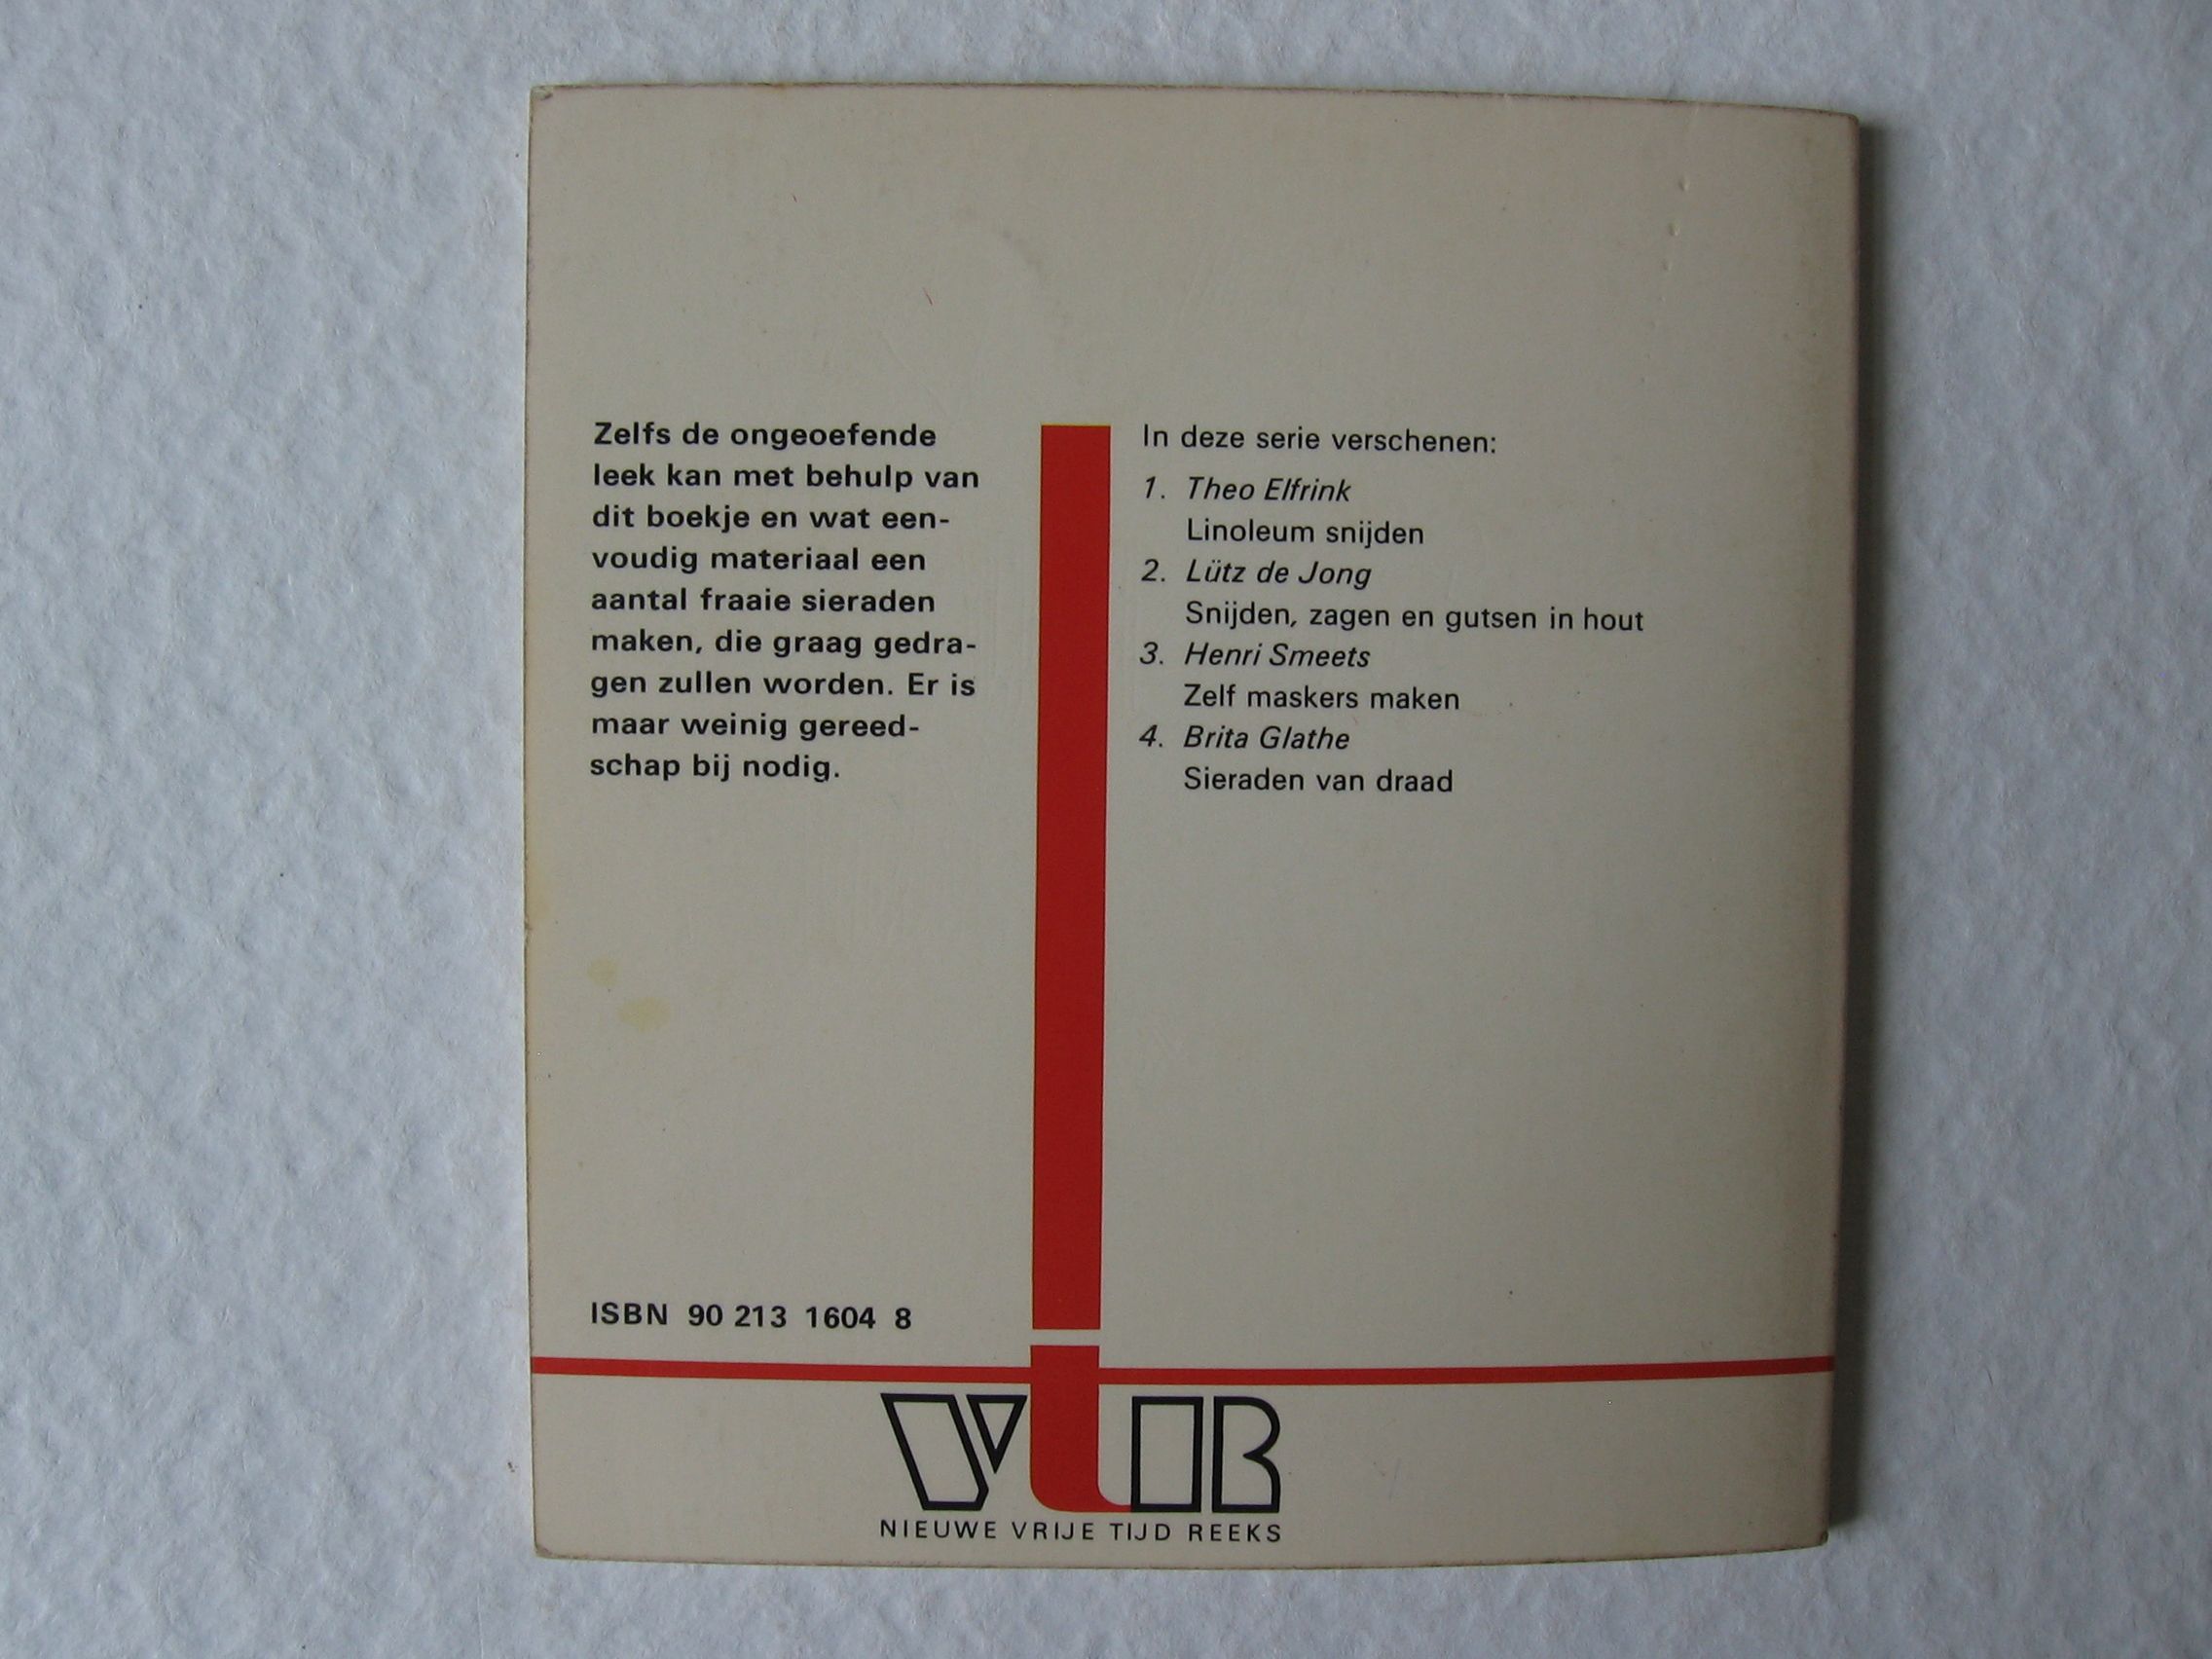 Zelfs de ongeoefende
leek kan met behulp van
dit boekje en wat een-
voudig materiaal een
aantal fraaie sieraden
maken, die graag gedra-
gen zullen worden. Er is
maar weinig gereed-
schap bij nodig.
ISBN 90 213 1604 8
In deze serie verschenen:
1. Theo Elfrink
Linoleum snijden
2. Lütz de Jong
Snijden, zagen en gutsen in hout
3. Henri Smeets
Zelf maskers maken
4. Brita Glathe
Sieraden van draad
VtR
NIEUWE VRIJE TIJD REEKS